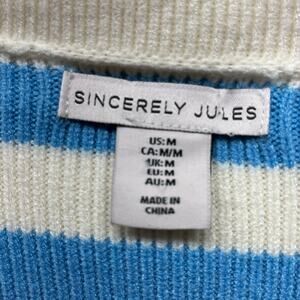 SINCERELY JULES
US: M
CA: M/M
UK: M
EU: M
AU: M
MADE IN
CHINA